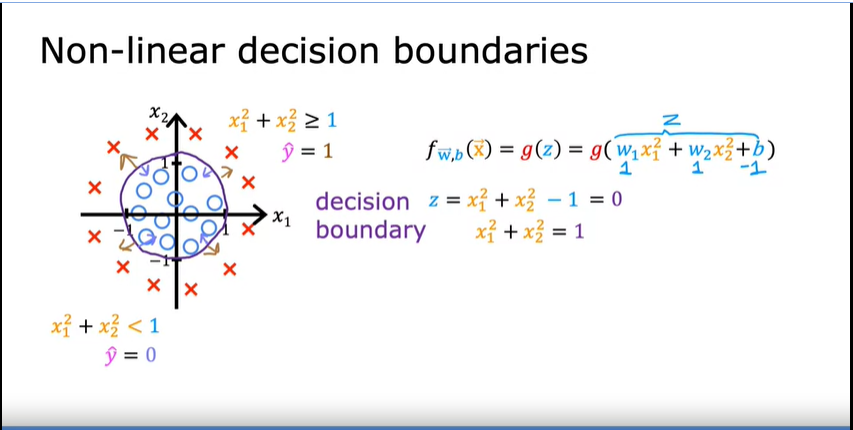 Non-linear decision boundaries
x₂
x₁² + x₂² ≥ 1
ŷ = 1
z
f_{w⃗,b}(x⃗) = g(z) = g(w₁x₁² + w₂x₂² + b)
1 1 -1
1
decision z = x₁² + x₂² − 1 = 0
boundary x₁² + x₂² = 1
x₁
−1 1
−1
x₁² + x₂² < 1
ŷ = 0